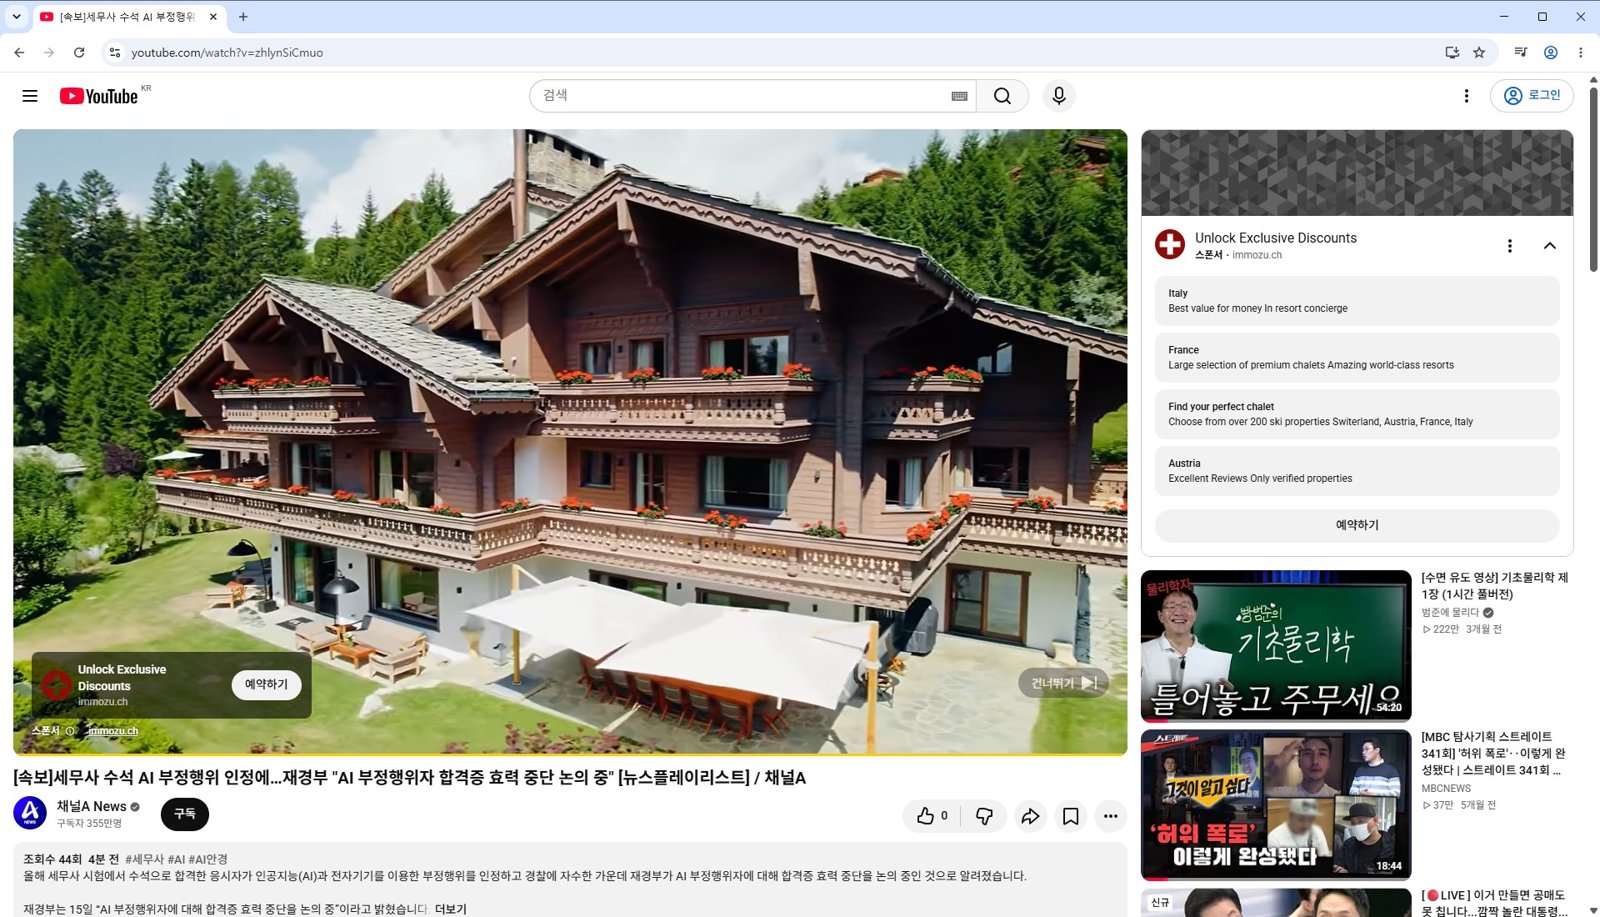 [속보]세무사 수석 AI 부정행위
youtube.com/watch?v=zhlynSiCmuo
YouTube KR
검색
로그인
Unlock Exclusive Discounts
immozu.ch
예약하기
스폰서
immozu.ch
건너뛰기
[속보]세무사 수석 AI 부정행위 인정에…재경부 "AI 부정행위자 합격증 효력 중단 논의 중" [뉴스플레이리스트] / 채널A
채널A News
구독자 355만명
구독
0
조회수 44회 4분 전 #세무사 #AI #AI안경
올해 세무사 시험에서 수석으로 합격한 응시자가 인공지능(AI)과 전자기기를 이용한 부정행위를 인정하고 경찰에 자수한 가운데 재경부가 AI 부정행위자에 대해 합격증 효력 중단을 논의 중인 것으로 알려졌습니다.
재경부는 15일 “AI 부정행위자에 대해 합격증 효력 중단을 논의 중”이라고 밝혔습니다. 더보기
Unlock Exclusive Discounts
스폰서 · immozu.ch
Italy
Best value for money In resort concierge
France
Large selection of premium chalets Amazing world-class resorts
Find your perfect chalet
Choose from over 200 ski properties Switerland, Austria, France, Italy
Austria
Excellent Reviews Only verified properties
예약하기
물리학자
빵범준의
기초물리학
틀어놓고 주무세요
54:20
[수면 유도 영상] 기초물리학 제
1장 (1시간 풀버전)
범준에 물리다
222만 3개월 전
스트레이트
그것이 알고싶다
'허위 폭로'
이렇게 완성됐다
18:44
[MBC 탐사기획 스트레이트
341회] '허위 폭로'‥이렇게 완
성됐다 | 스트레이트 341회 ...
MBCNEWS
37만 5개월 전
신규
[🔴LIVE] 이거 만들면 공매도
못 칩니다...깜짝 놀란 대통령...